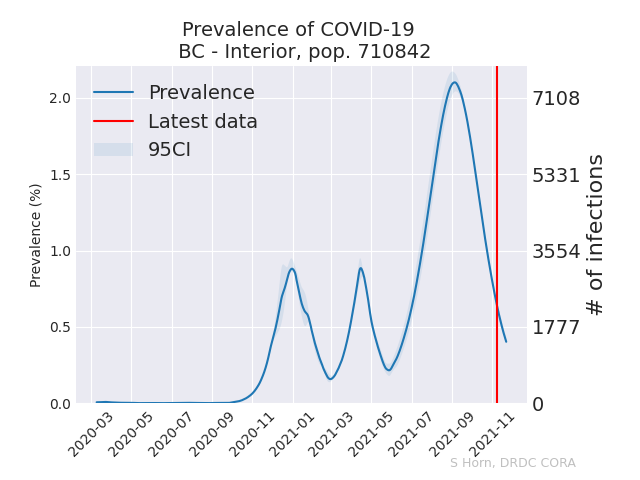 Prevalence of COVID-19
BC - Interior, pop. 710842
Prevalence
Latest data
95CI
Prevalence (%)
2.0
1.5
1.0
0.5
0.0
7108
5331
3554
1777
0
# of infections
2020-03
2020-05
2020-07
2020-09
2020-11
2021-01
2021-03
2021-05
2021-07
2021-09
2021-11
S Horn, DRDC CORA